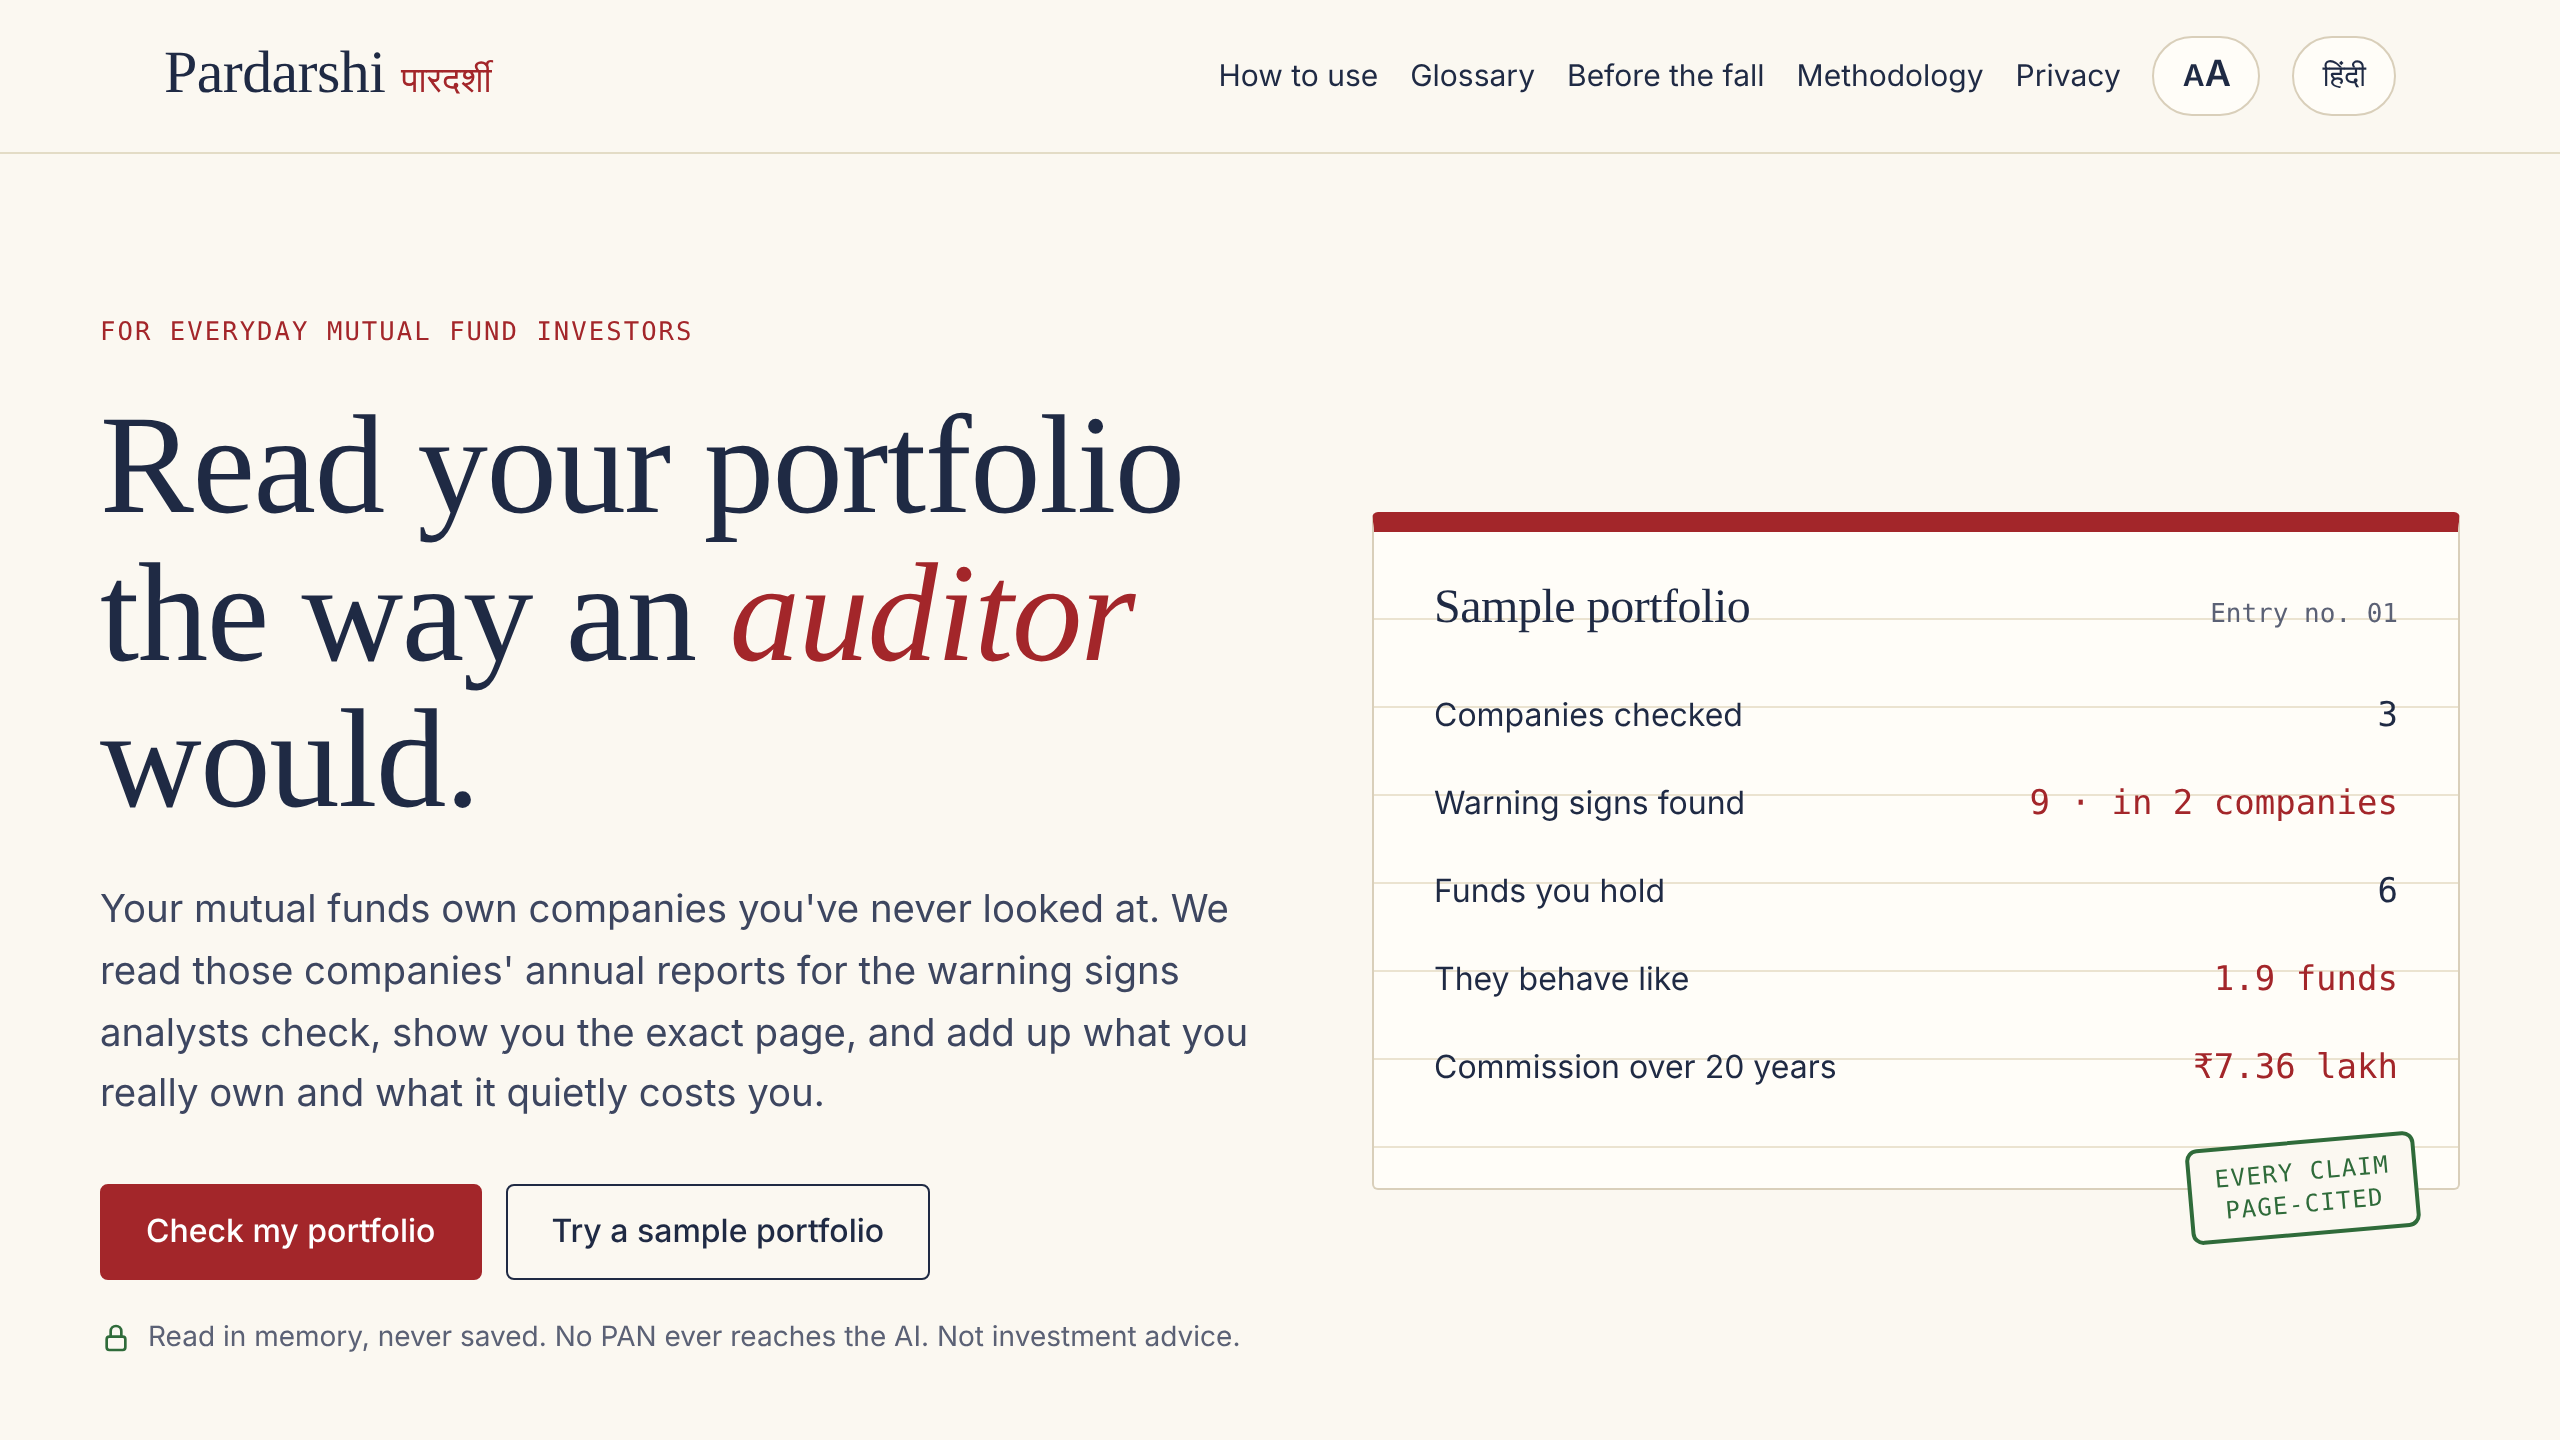 Pardarshi पारदर्शी
How to use Glossary Before the fall Methodology Privacy AA हिंदी
FOR EVERYDAY MUTUAL FUND INVESTORS
Read your portfolio
the way an auditor
would.
Your mutual funds own companies you've never looked at. We
read those companies' annual reports for the warning signs
analysts check, show you the exact page, and add up what you
really own and what it quietly costs you.
Check my portfolio Try a sample portfolio
Read in memory, never saved. No PAN ever reaches the AI. Not investment advice.
Sample portfolio Entry no. 01
Companies checked 3
Warning signs found 9 · in 2 companies
Funds you hold 6
They behave like 1.9 funds
Commission over 20 years ₹7.36 lakh
EVERY CLAIM
PAGE-CITED